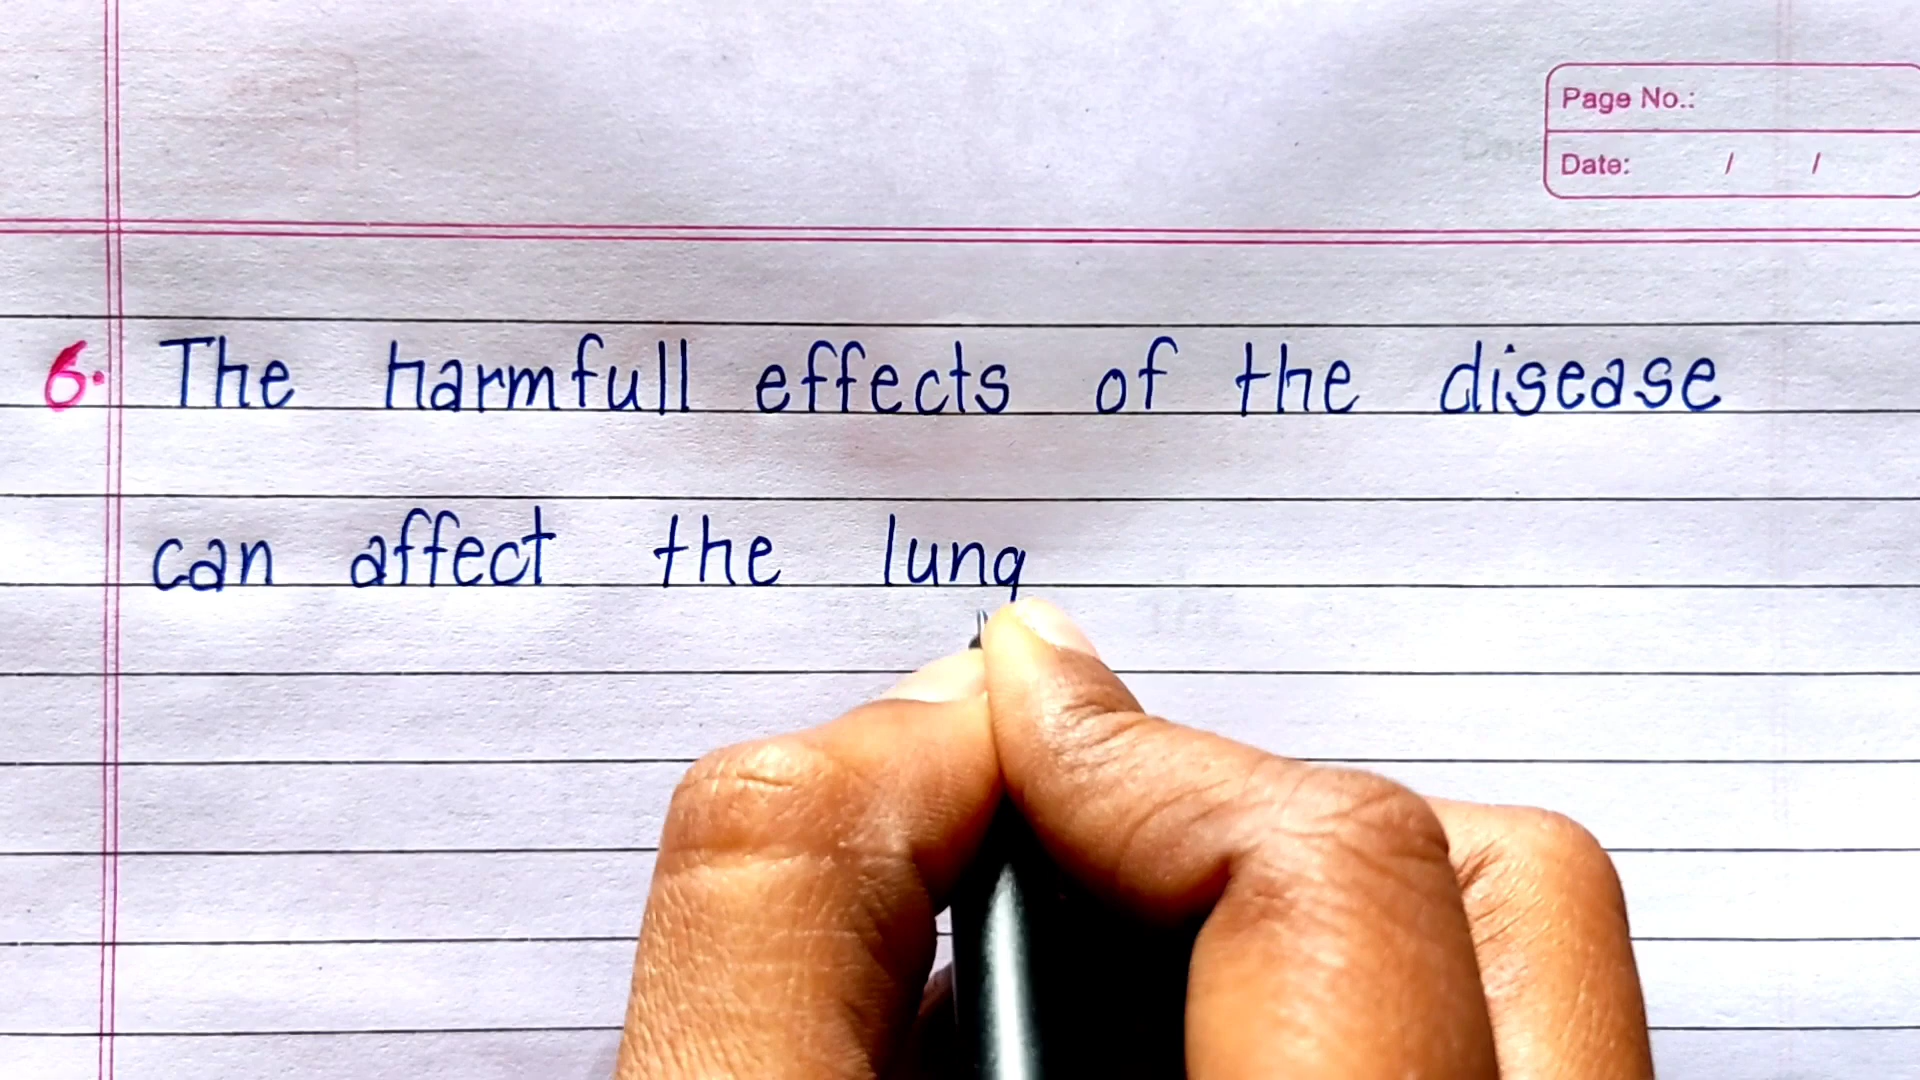 Page No.:
Date: / /
6. The harmfull effects of the disease
can affect the lung